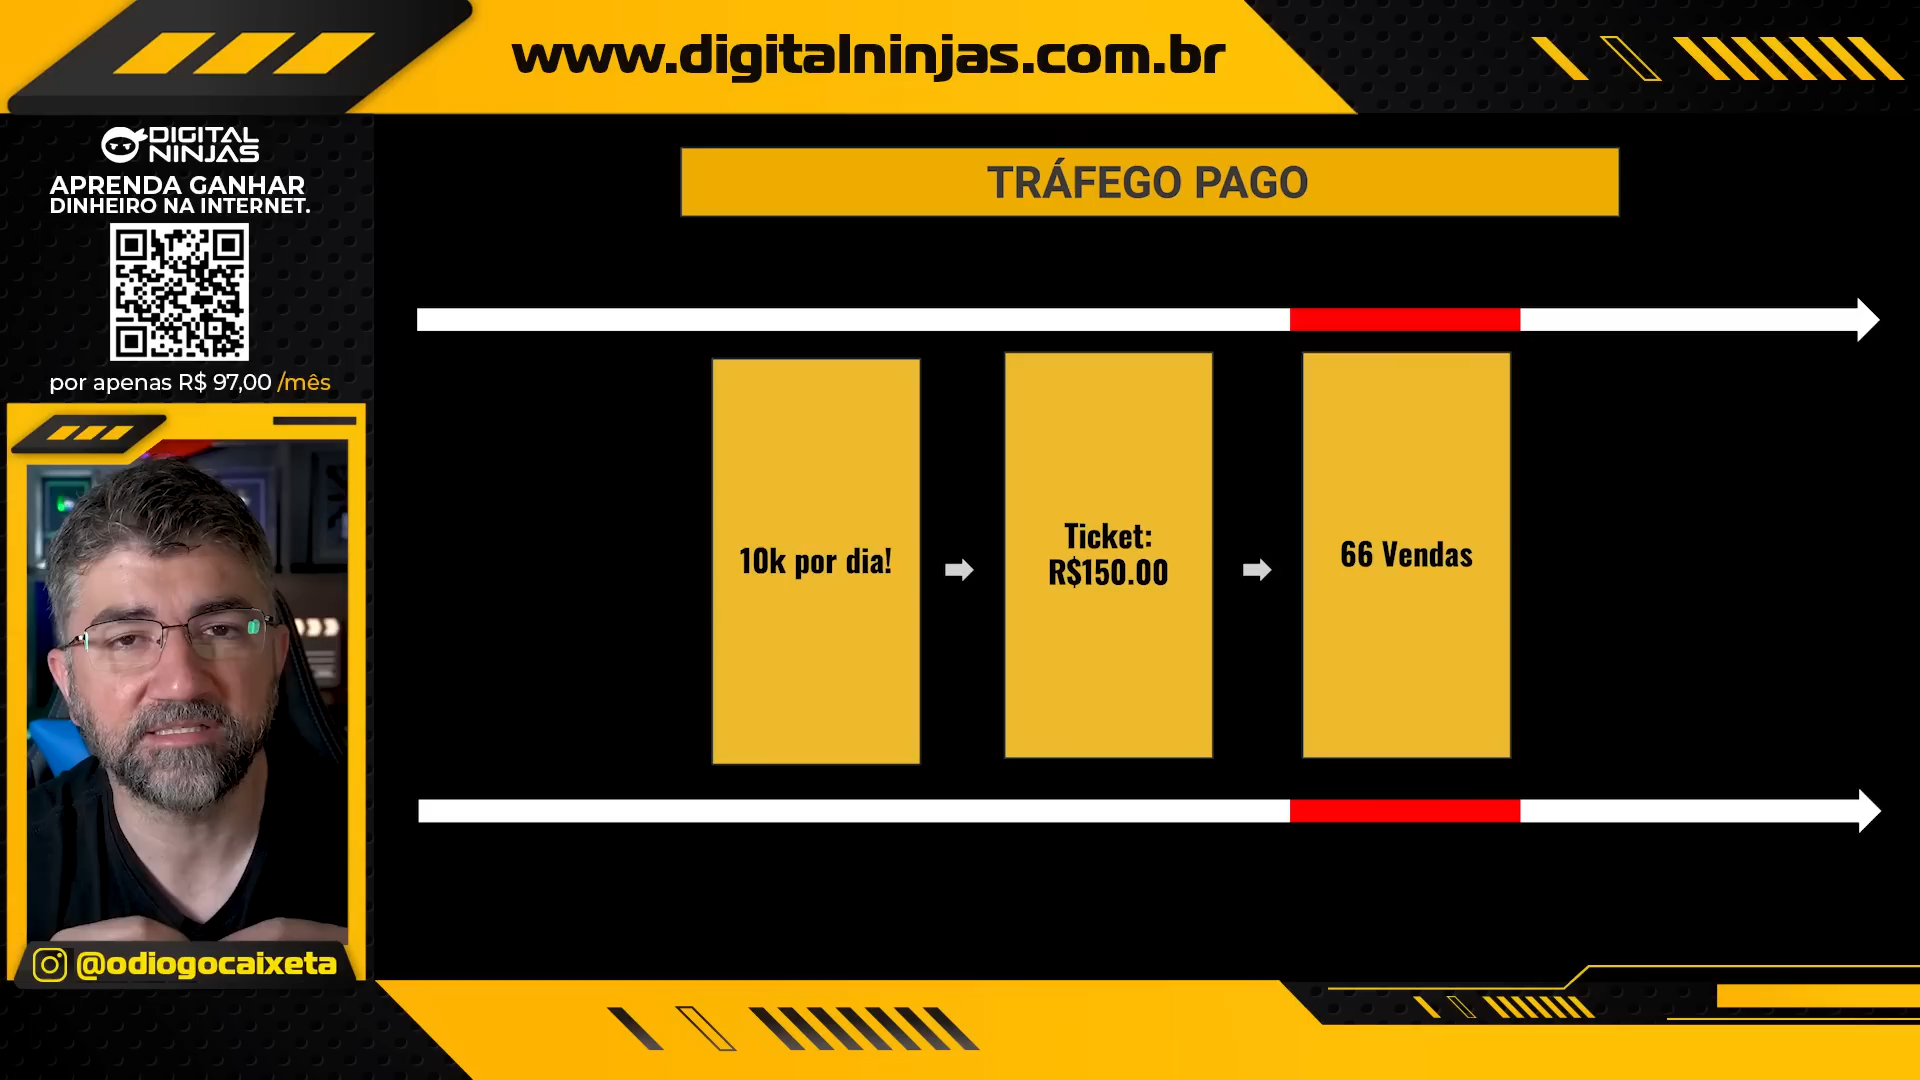 www.digitalninjas.com.br
DIGITAL
NINJAS
APRENDA GANHAR
DINHEIRO NA INTERNET.
por apenas R$ 97,00 /mês
@odiogocaixeta
TRÁFEGO PAGO
10k por dia!
Ticket:
R$150.00
66 Vendas